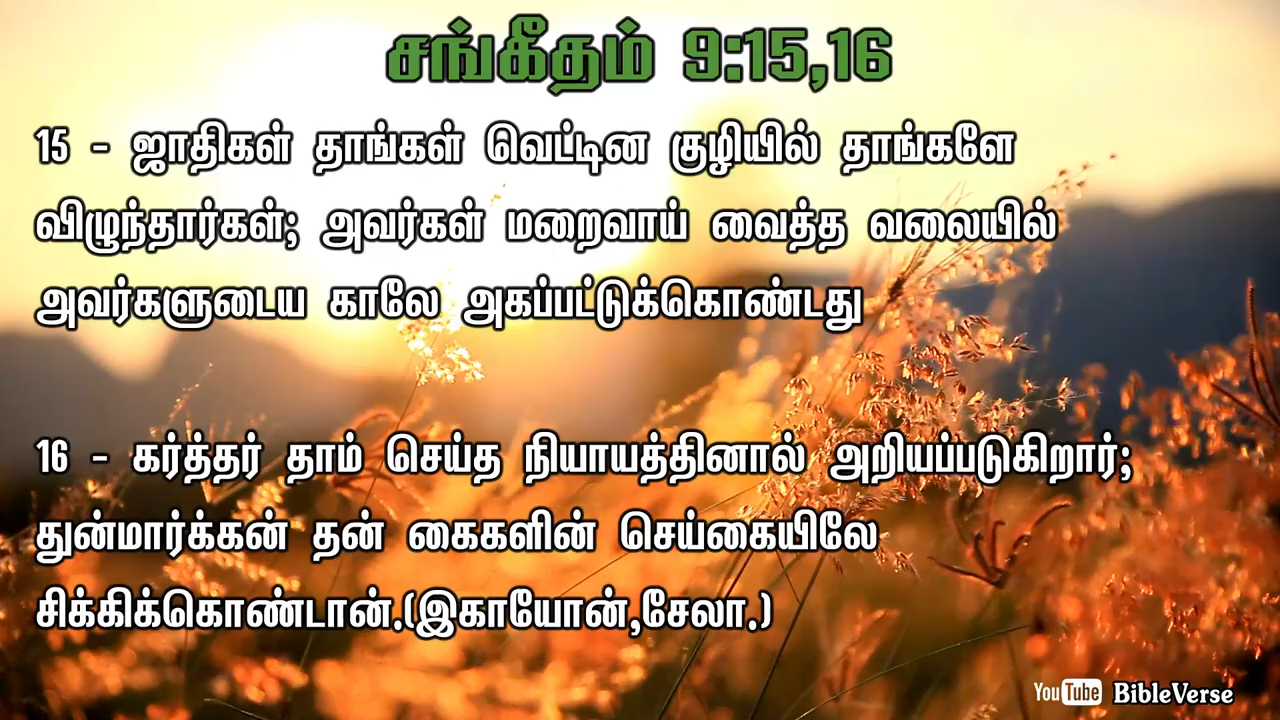 சங்கீதம் 9:15,16
15 - ஜாதிகள் தாங்கள் வெட்டின குழியில் தாங்களே
விழுந்தார்கள்; அவர்கள் மறைவாய் வைத்த வலையில்
அவர்களுடைய காலே அகப்பட்டுக்கொண்டது
16 - கர்த்தர் தாம் செய்த நியாயத்தினால் அறியப்படுகிறார்;
துன்மார்க்கன் தன் கைகளின் செய்கையிலே
சிக்கிக்கொண்டான்.(இகாயோன்,சேலா.)
YouTube BibleVerse